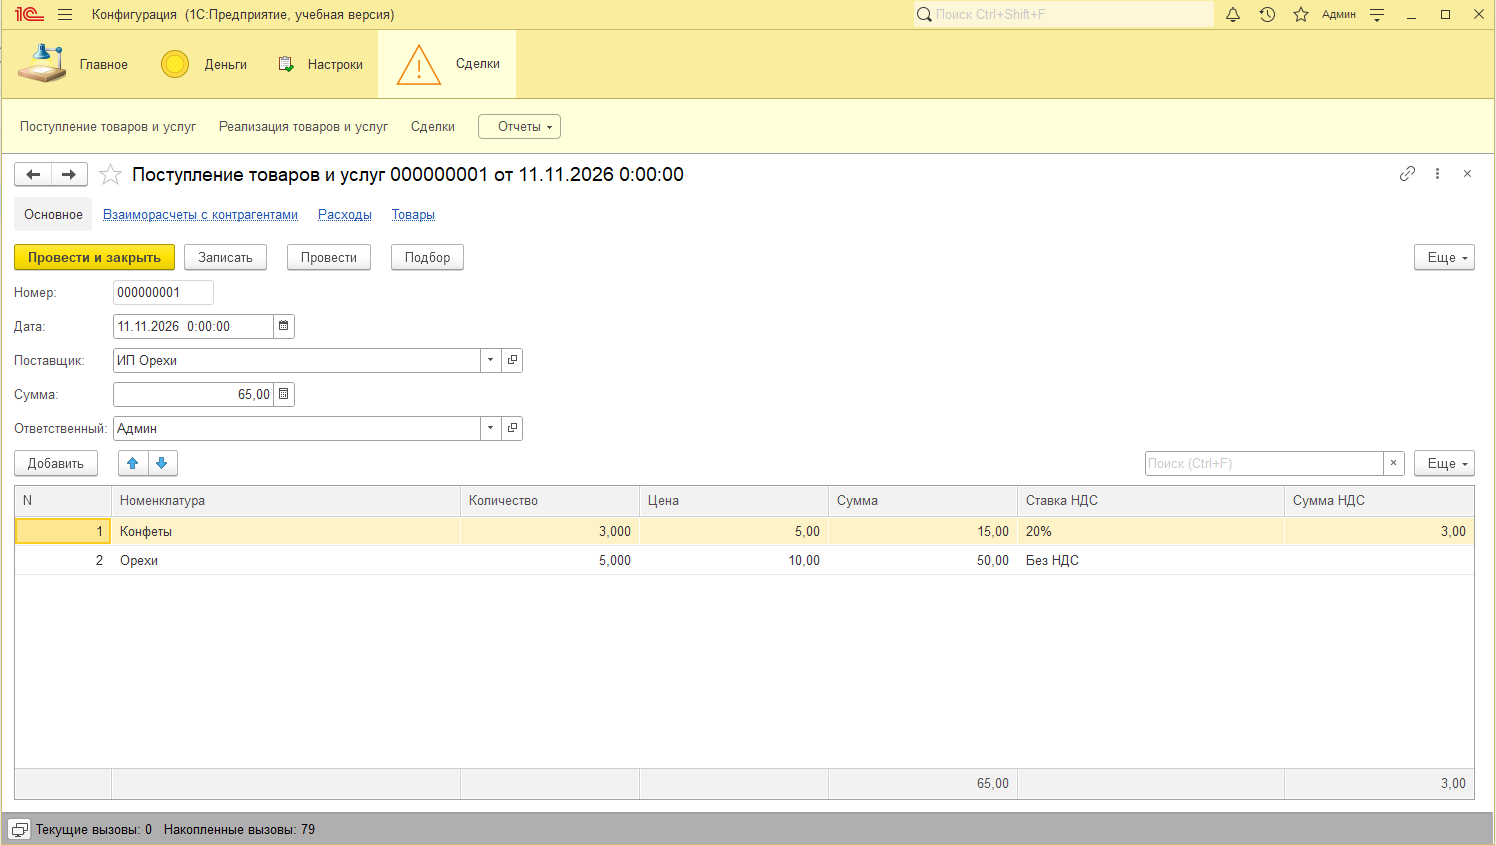 1С Конфигурация (1С:Предприятие, учебная версия) Поиск Ctrl+Shift+F Админ
Главное Деньги Настройки Сделки
Поступление товаров и услуг Реализация товаров и услуг Сделки Отчеты
Поступление товаров и услуг 000000001 от 11.11.2026 0:00:00
Основное Взаиморасчеты с контрагентами Расходы Товары
Провести и закрыть Записать Провести Подбор Еще
Номер: 000000001
Дата: 11.11.2026 0:00:00
Поставщик: ИП Орехи
Сумма: 65,00
Ответственный: Админ
Добавить Поиск (Ctrl+F) × Еще
N Номенклатура Количество Цена Сумма Ставка НДС Сумма НДС
1 Конфеты 3,000 5,00 15,00 20% 3,00
2 Орехи 5,000 10,00 50,00 Без НДС
65,00 3,00
Текущие вызовы: 0 Накопленные вызовы: 79